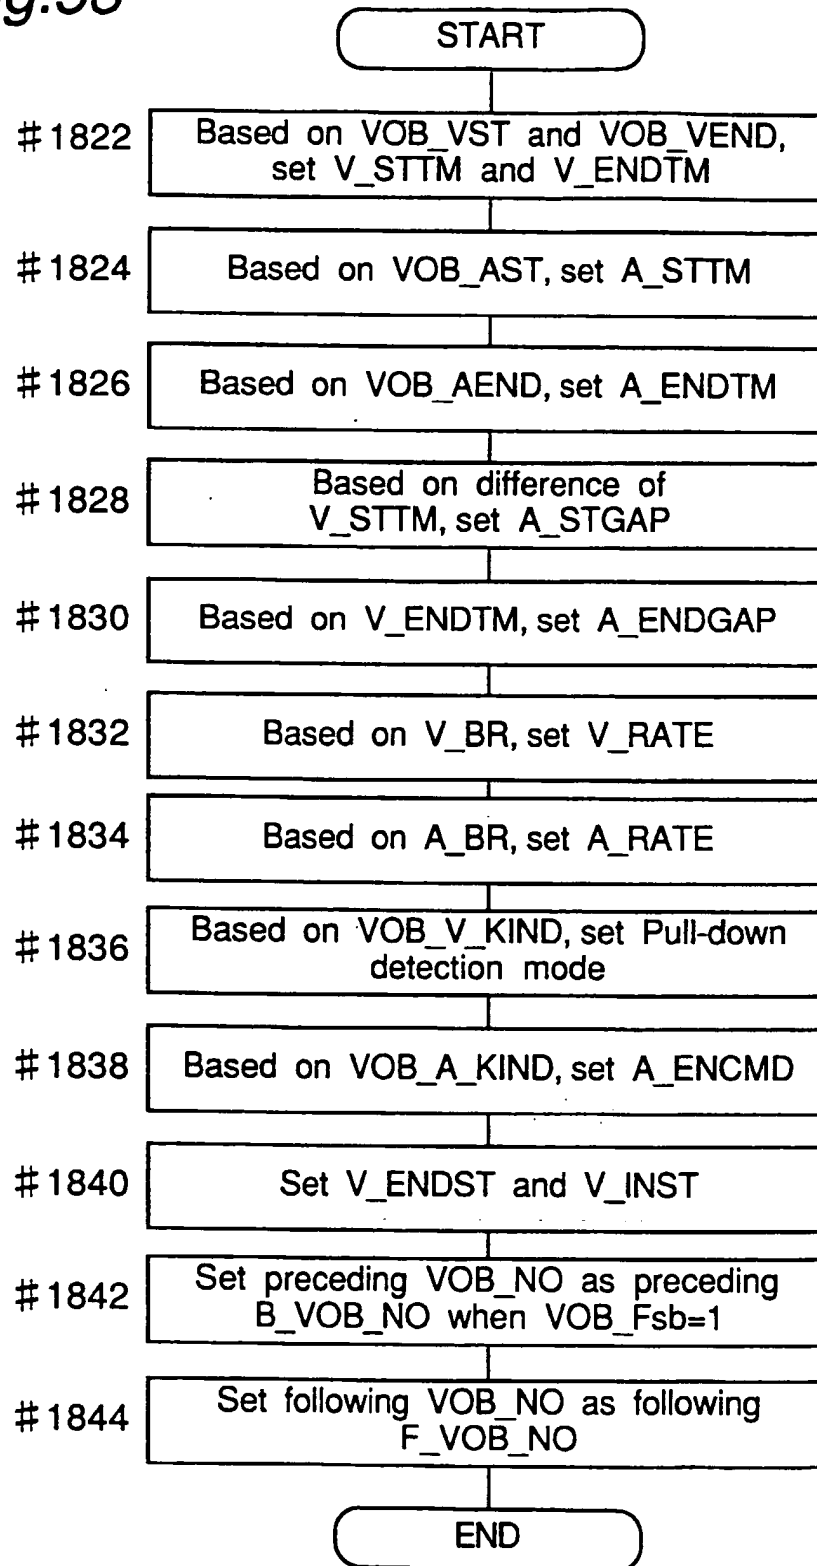 g.53
START
#1822
Based on VOB_VST and VOB_VEND,
set V_STTM and V_ENDTM
#1824
Based on VOB_AST, set A_STTM
#1826
Based on VOB_AEND, set A_ENDTM
#1828
Based on difference of
V_STTM, set A_STGAP
#1830
Based on V_ENDTM, set A_ENDGAP
#1832
Based on V_BR, set V_RATE
#1834
Based on A_BR, set A_RATE
#1836
Based on VOB_V_KIND, set Pull-down
detection mode
#1838
Based on VOB_A_KIND, set A_ENCMD
#1840
Set V_ENDST and V_INST
#1842
Set preceding VOB_NO as preceding
B_VOB_NO when VOB_Fsb=1
#1844
Set following VOB_NO as following
F_VOB_NO
END